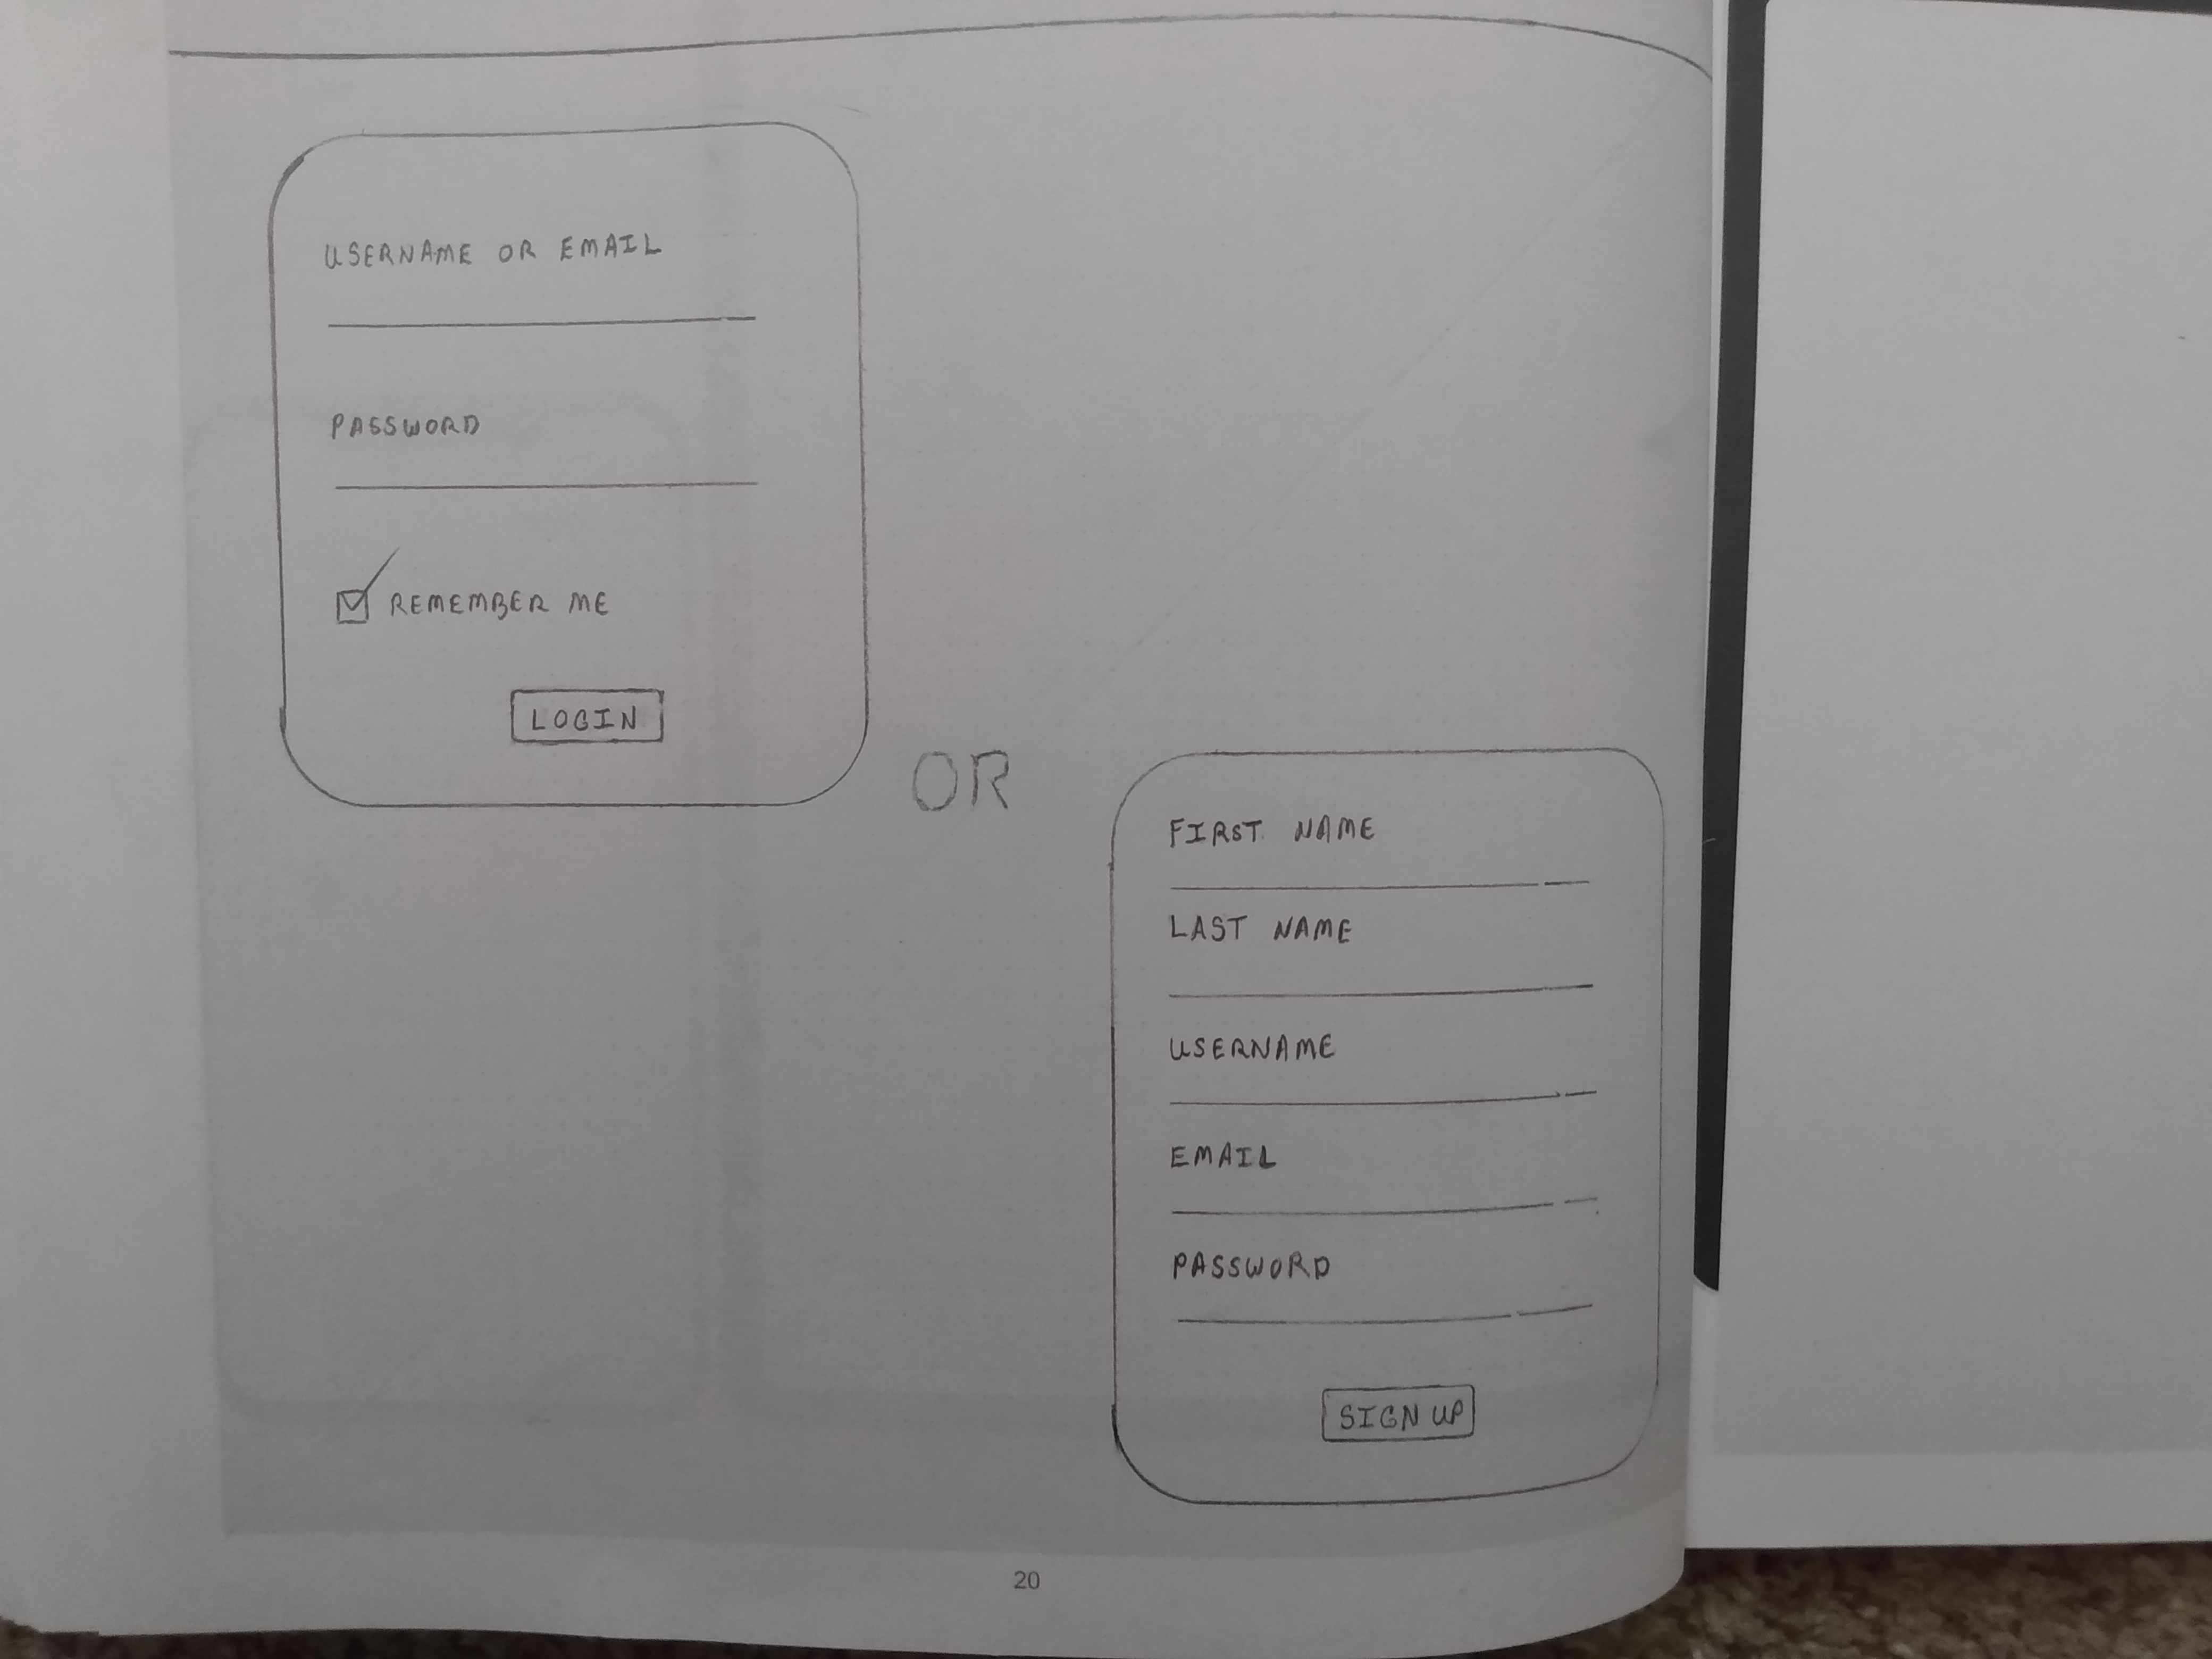 USERNAME OR EMAIL
PASSWORD
REMEMBER ME
LOGIN
OR
FIRST NAME
LAST NAME
USERNAME
EMAIL
PASSWORD
SIGN UP
20